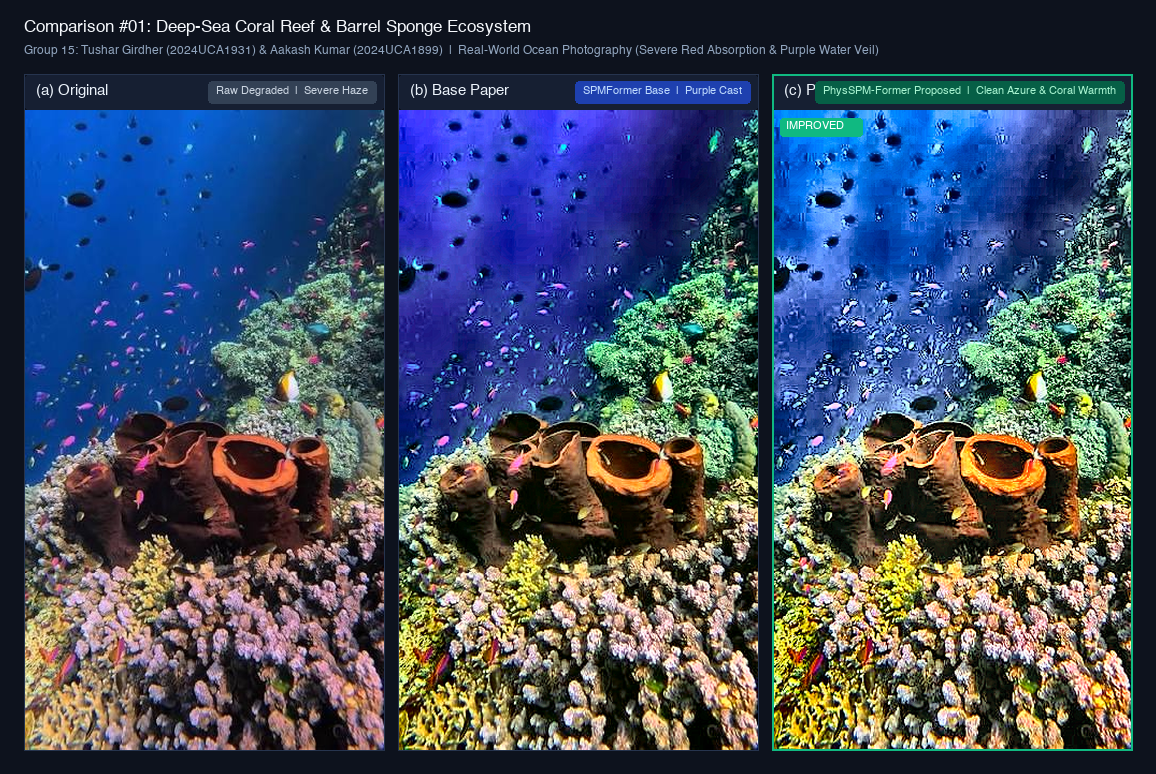 Comparison #01: Deep-Sea Coral Reef & Barrel Sponge Ecosystem
Group 15: Tushar Girdher (2024UCA1931) & Aakash Kumar (2024UCA1899) | Real-World Ocean Photography (Severe Red Absorption & Purple Water Veil)
(a) Original
Raw Degraded | Severe Haze
(b) Base Paper
SPMFormer Base | Purple Cast
(c) P
PhysSPM-Former Proposed | Clean Azure & Coral Warmth
IMPROVED